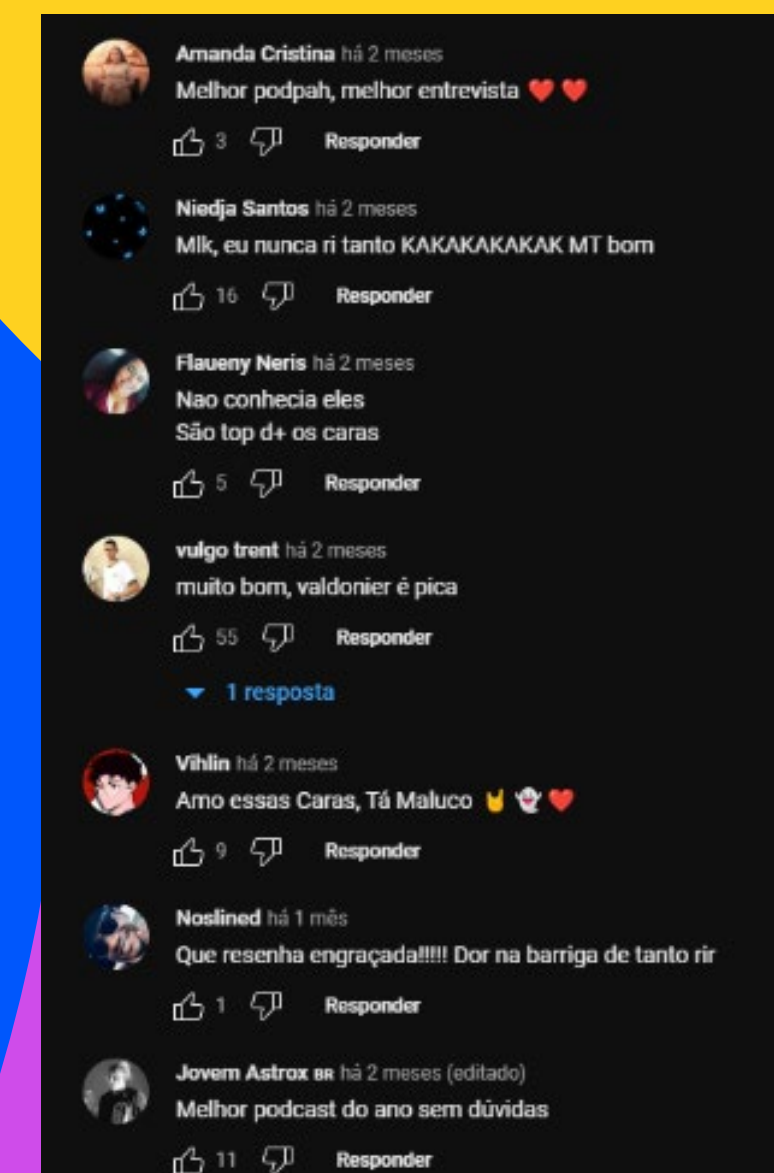 Amanda Cristina há 2 meses
Melhor podpah, melhor entrevista ❤️ ❤️
3 Responder
Niedja Santos há 2 meses
Mlk, eu nunca ri tanto KAKAKAKAKAK MT bom
16 Responder
Flaueny Neris há 2 meses
Nao conhecia eles
São top d+ os caras
5 Responder
vulgo trent há 2 meses
muito bom, valdonier é pica
55 Responder
1 resposta
Vihlin há 2 meses
Amo essas Caras, Tá Maluco 🤘 👻 ❤️
9 Responder
Noslined há 1 mês
Que resenha engraçada!!!!! Dor na barriga de tanto rir
1 Responder
Jovem Astrox BR há 2 meses (editado)
Melhor podcast do ano sem dúvidas
11 Responder